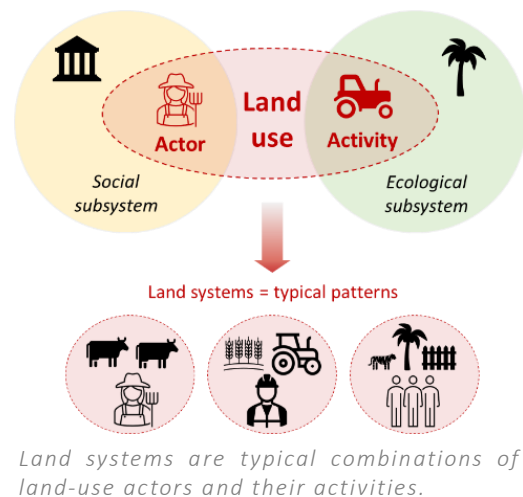 Land
use
Actor
Activity
Social
subsystem
Ecological
subsystem
Land systems = typical patterns
Land systems are typical combinations of
land-use actors and their activities.